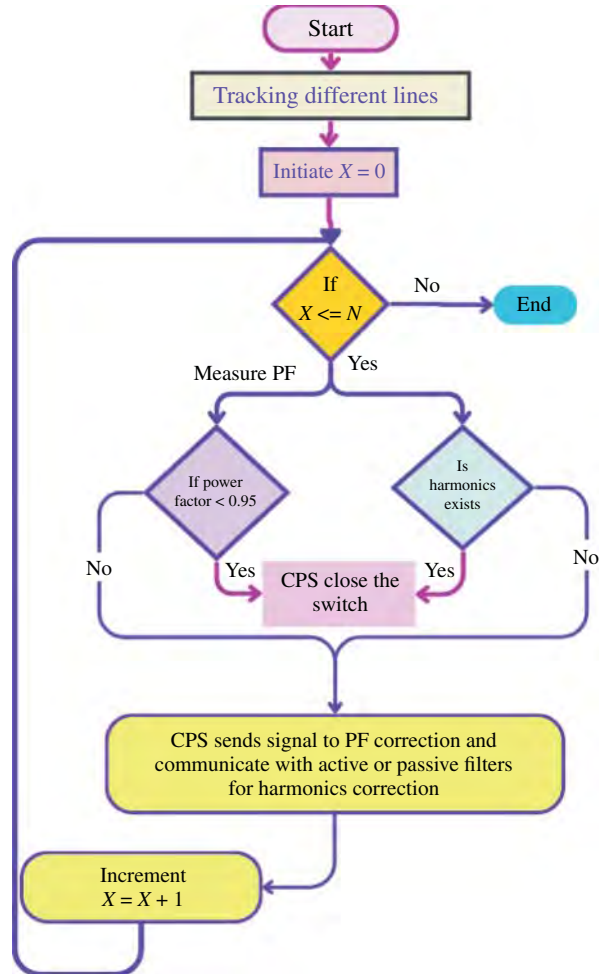 Start
Tracking different lines
Initiate X = 0
If
X <= N
No
End
Yes
Measure PF
If power
factor < 0.95
Is
harmonics
exists
No
Yes
CPS close the
switch
Yes
No
CPS sends signal to PF correction and
communicate with active or passive filters
for harmonics correction
Increment
X = X + 1